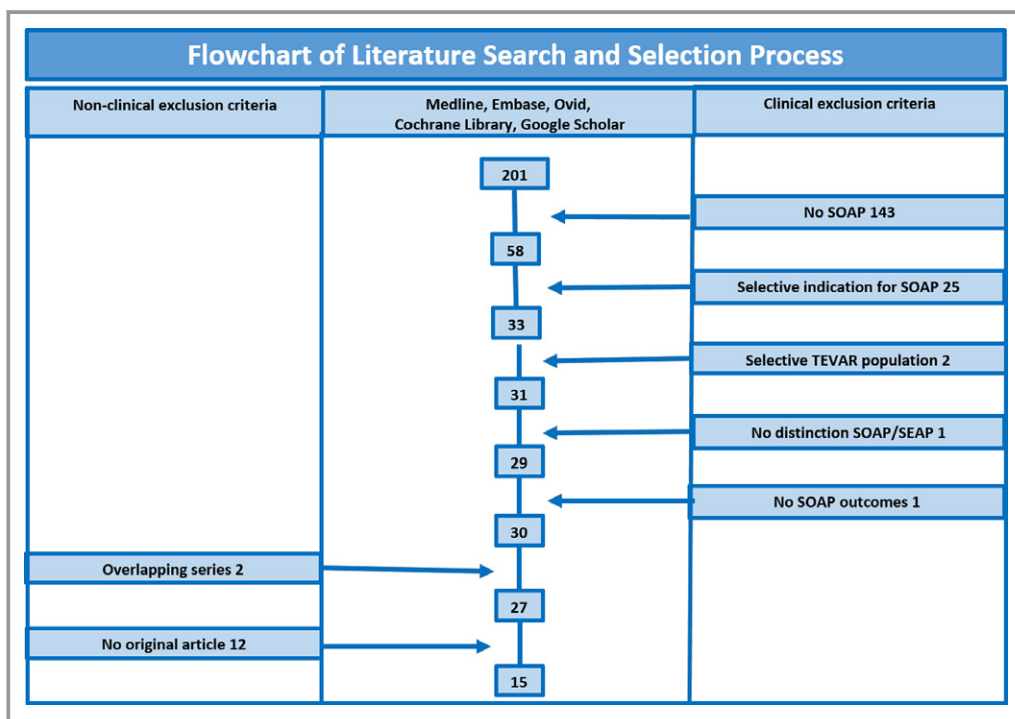 Flowchart of Literature Search and Selection Process
Non-clinical exclusion criteria
Medline, Embase, Ovid,
Cochrane Library, Google Scholar
Clinical exclusion criteria
201
No SOAP 143
58
Selective indication for SOAP 25
33
Selective TEVAR population 2
31
No distinction SOAP/SEAP 1
29
No SOAP outcomes 1
30
Overlapping series 2
27
No original article 12
15